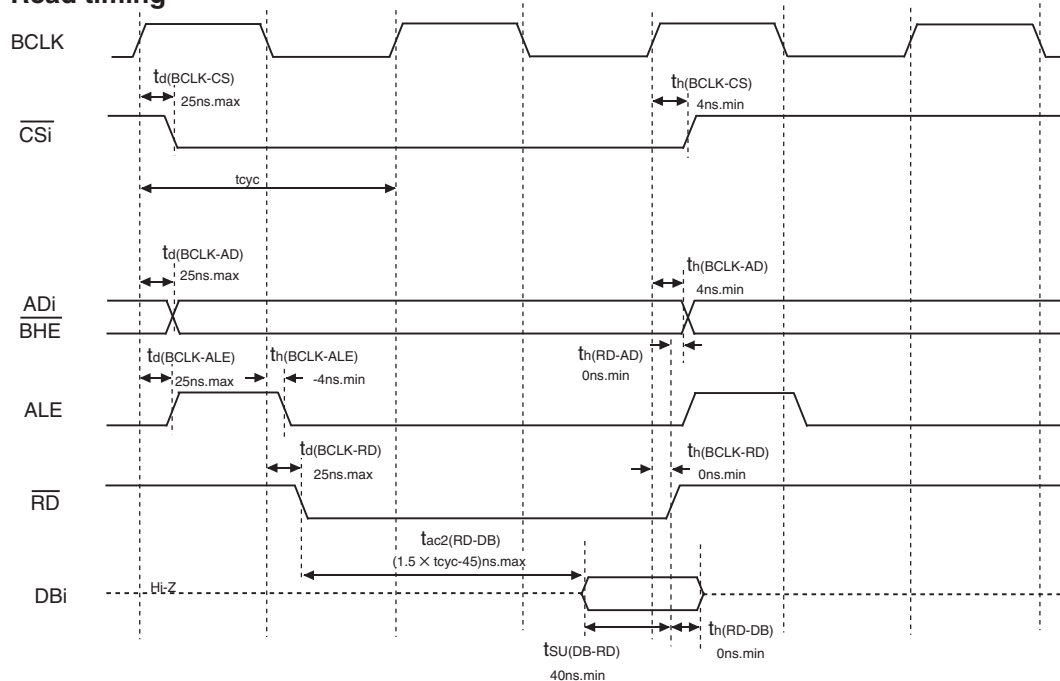 Read timing
BCLK
td(BCLK-CS)
25ns.max
th(BCLK-CS)
4ns.min
CSi
tcyc
td(BCLK-AD)
25ns.max
th(BCLK-AD)
4ns.min
ADi
BHE
td(BCLK-ALE)
25ns.max
th(BCLK-ALE)
-4ns.min
th(RD-AD)
0ns.min
ALE
td(BCLK-RD)
25ns.max
th(BCLK-RD)
0ns.min
RD
tac2(RD-DB)
(1.5 × tcyc-45)ns.max
Hi-Z
DBi
tSU(DB-RD)
40ns.min
th(RD-DB)
0ns.min